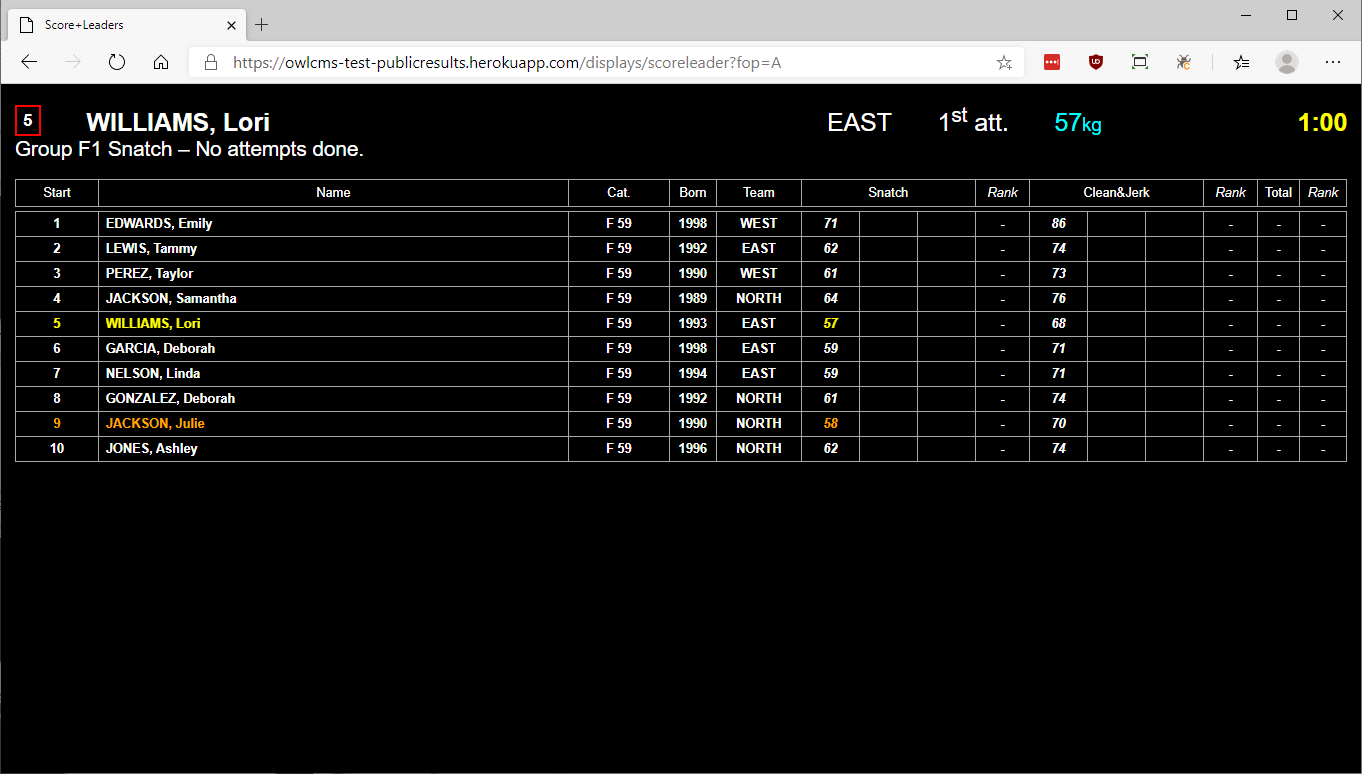 Score+Leaders
https://owlcms-test-publicresults.herokuapp.com/displays/scoreleader?fop=A
5 WILLIAMS, Lori EAST 1st att. 57kg 1:00
Group F1 Snatch – No attempts done.
Start Name Cat. Born Team Snatch Rank Clean&Jerk Rank Total Rank
1 EDWARDS, Emily F 59 1998 WEST 71 - 86 - - -
2 LEWIS, Tammy F 59 1992 EAST 62 - 74 - - -
3 PEREZ, Taylor F 59 1990 WEST 61 - 73 - - -
4 JACKSON, Samantha F 59 1989 NORTH 64 - 76 - - -
5 WILLIAMS, Lori F 59 1993 EAST 57 - 68 - - -
6 GARCIA, Deborah F 59 1998 EAST 59 - 71 - - -
7 NELSON, Linda F 59 1994 EAST 59 - 71 - - -
8 GONZALEZ, Deborah F 59 1992 NORTH 61 - 74 - - -
9 JACKSON, Julie F 59 1990 NORTH 58 - 70 - - -
10 JONES, Ashley F 59 1996 NORTH 62 - 74 - - -